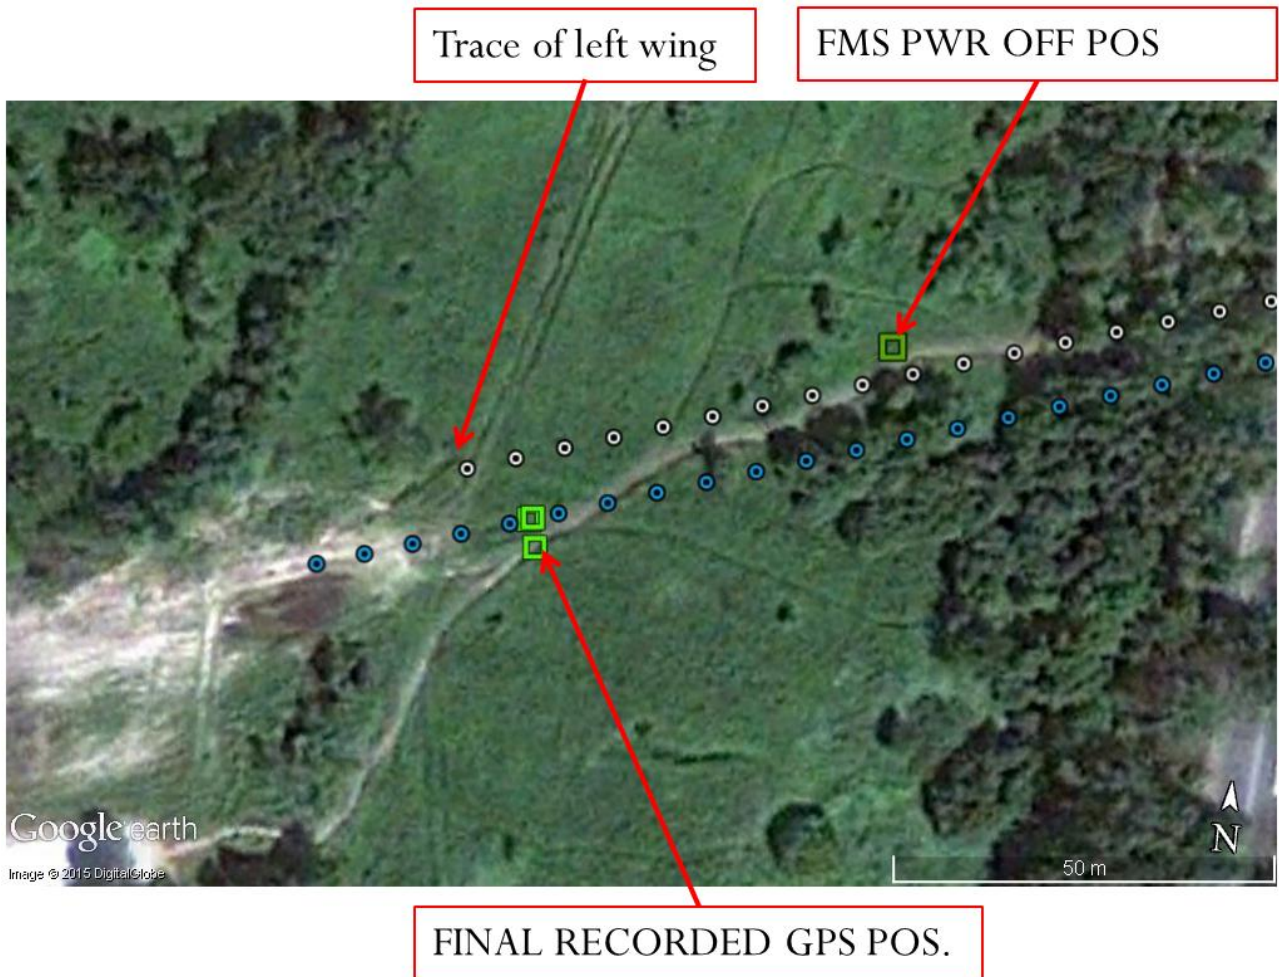 Trace of left wing
FMS PWR OFF POS
50 m
N
Google earth
Image © 2015 DigitalGlobe
FINAL RECORDED GPS POS.